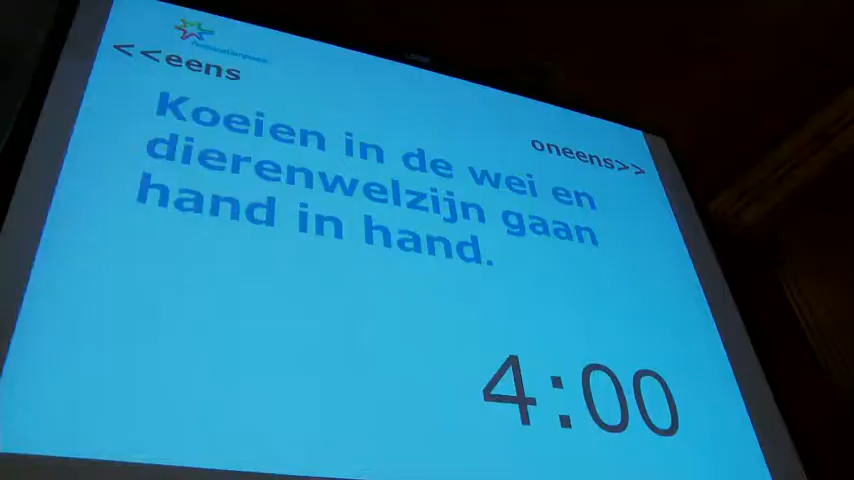 <<eens
oneens>>
Koeien in de wei en
dierenwelzijn gaan
hand in hand.
4:00